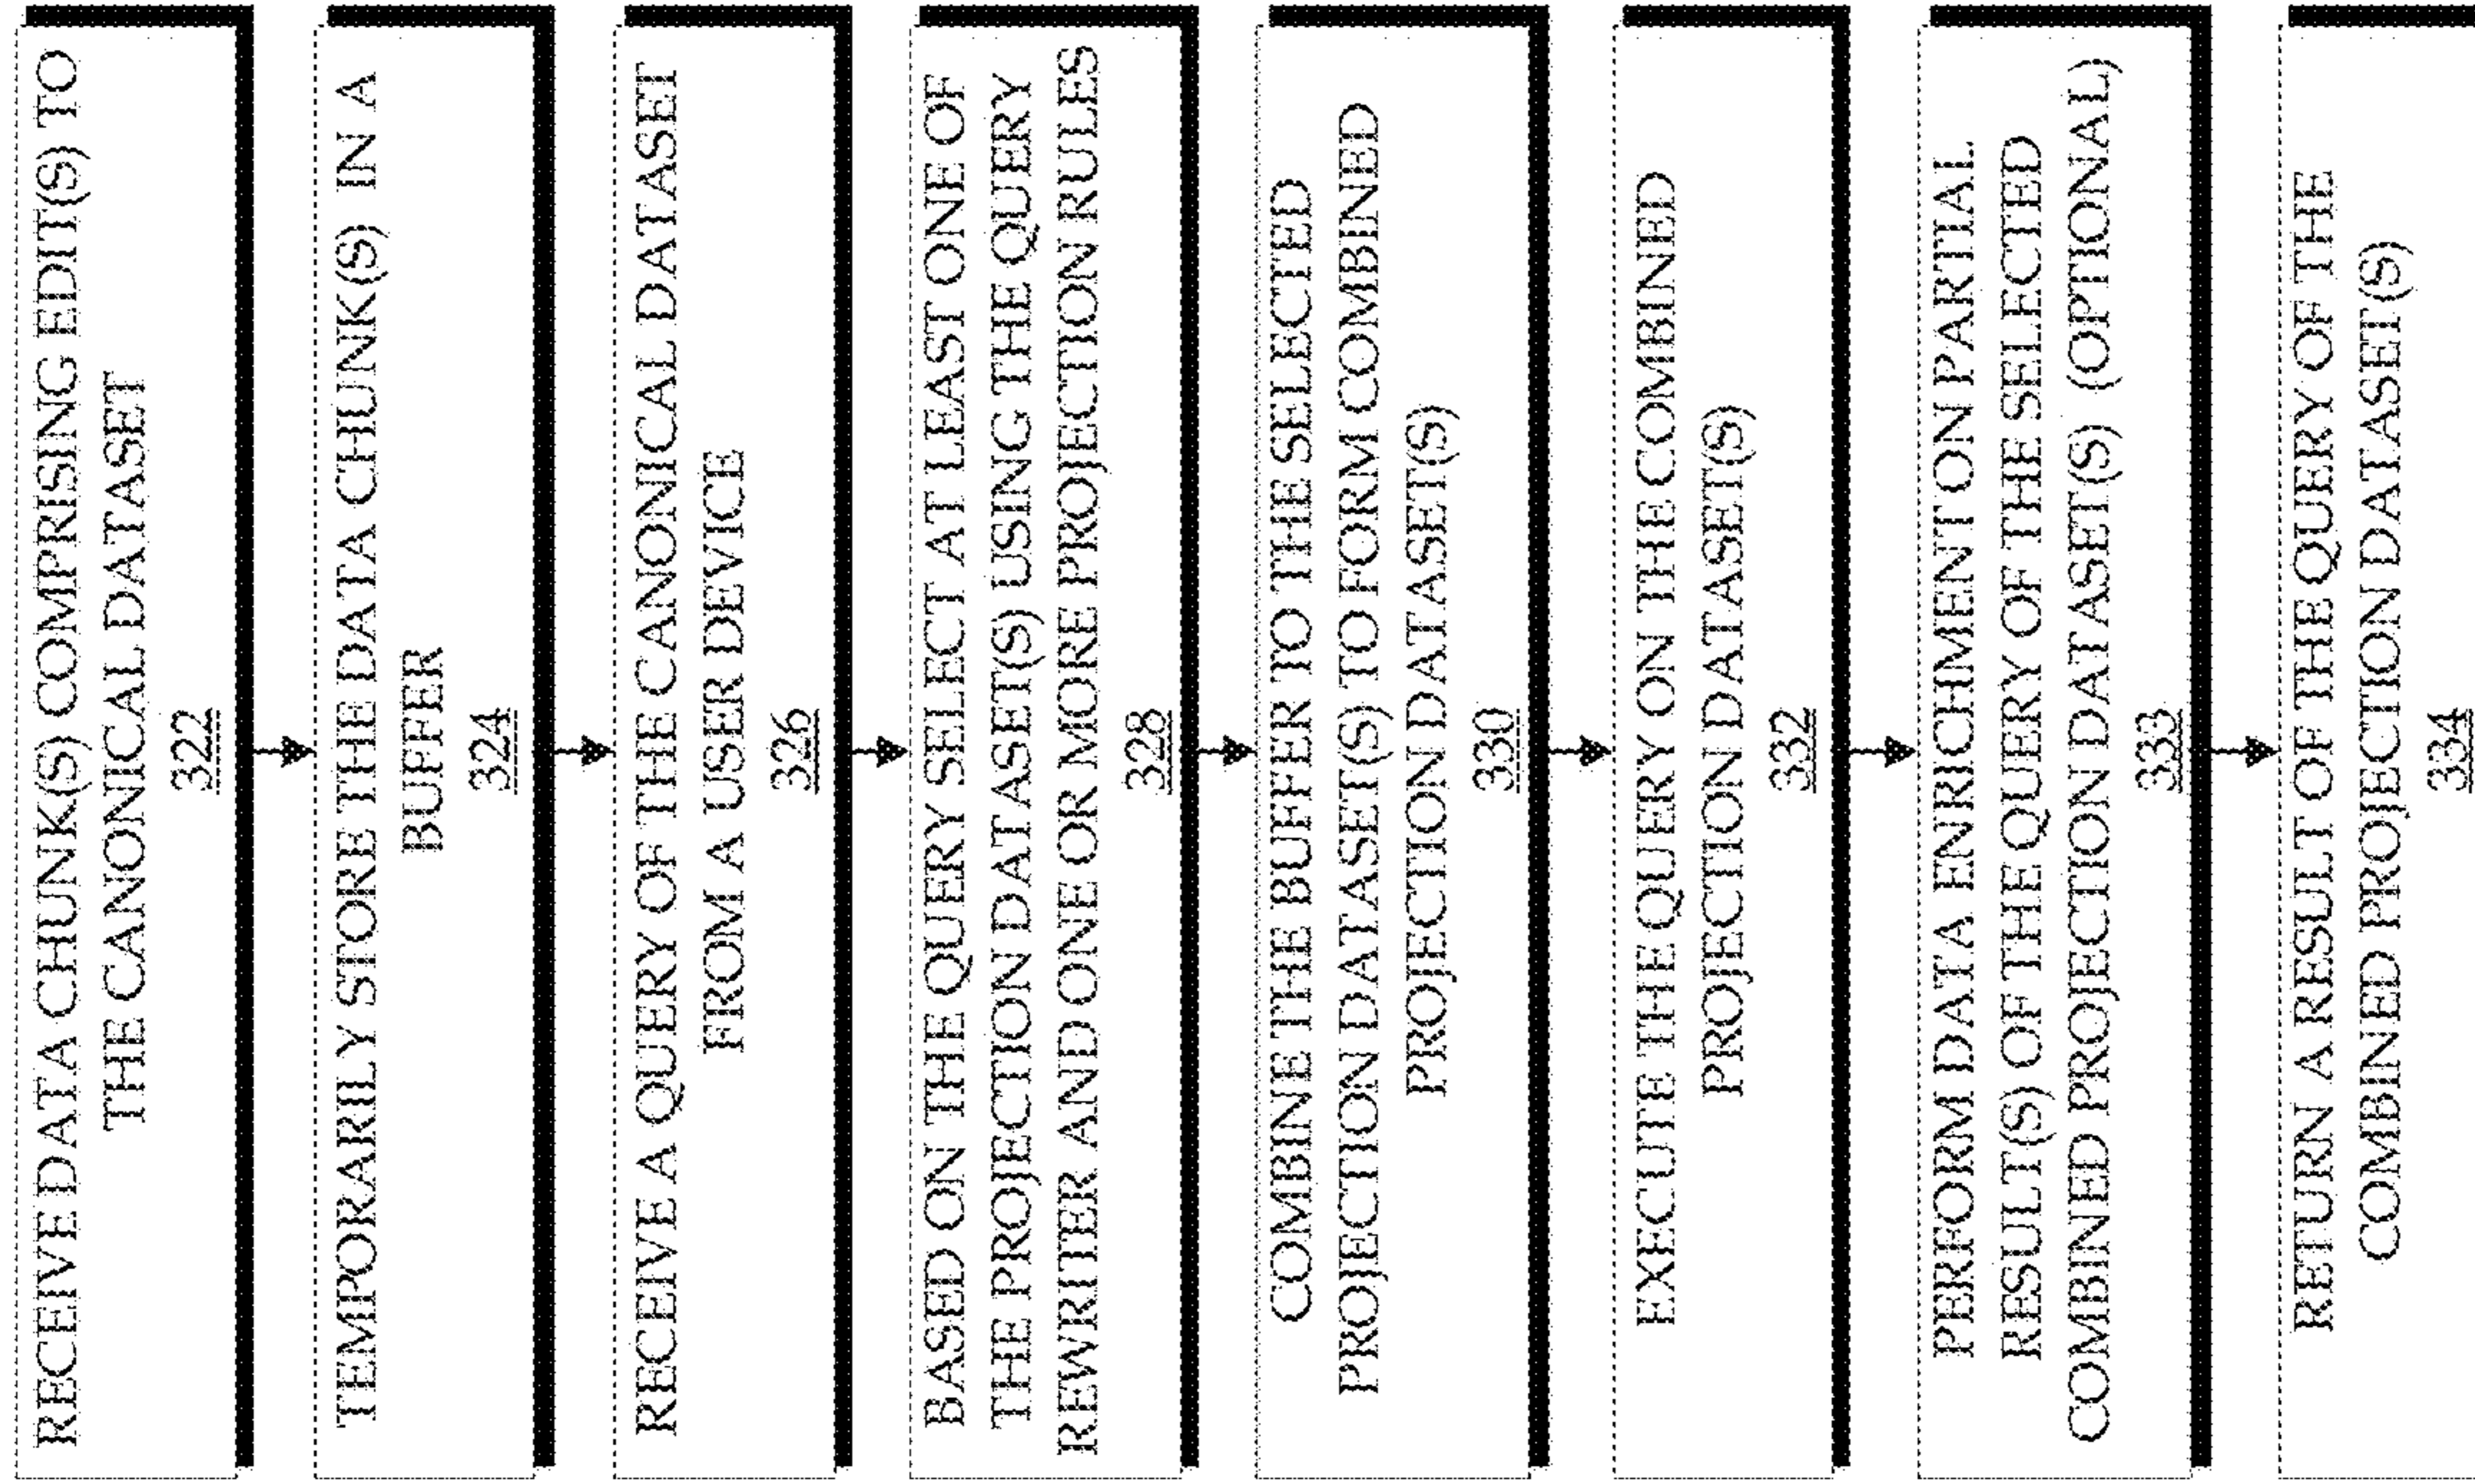 RECEIVE DATA CHUNK(S) COMPRISING EDIT(S) TO
THE CANONICAL DATASET
322
TEMPORARILY STORE THE DATA CHUNK(S) IN A
BUFFER
324
RECEIVE A QUERY OF THE CANONICAL DATASET
FROM A USER DEVICE
326
BASED ON THE QUERY SELECT AT LEAST ONE OF
THE PROJECTION DATASET(S) USING THE QUERY
REWRITER AND ONE OR MORE PROJECTION RULES
328
COMBINE THE BUFFER TO THE SELECTED
PROJECTION DATASET(S) TO FORM COMBINED
PROJECTION DATASET(S)
330
EXECUTE THE QUERY ON THE COMBINED
PROJECTION DATASET(S)
332
PERFORM DATA ENRICHMENT ON PARTIAL
RESULT(S) OF THE QUERY OF THE SELECTED
COMBINED PROJECTION DATASET(S) (OPTIONAL)
333
RETURN A RESULT OF THE QUERY OF THE
COMBINED PROJECTION DATASET(S)
334